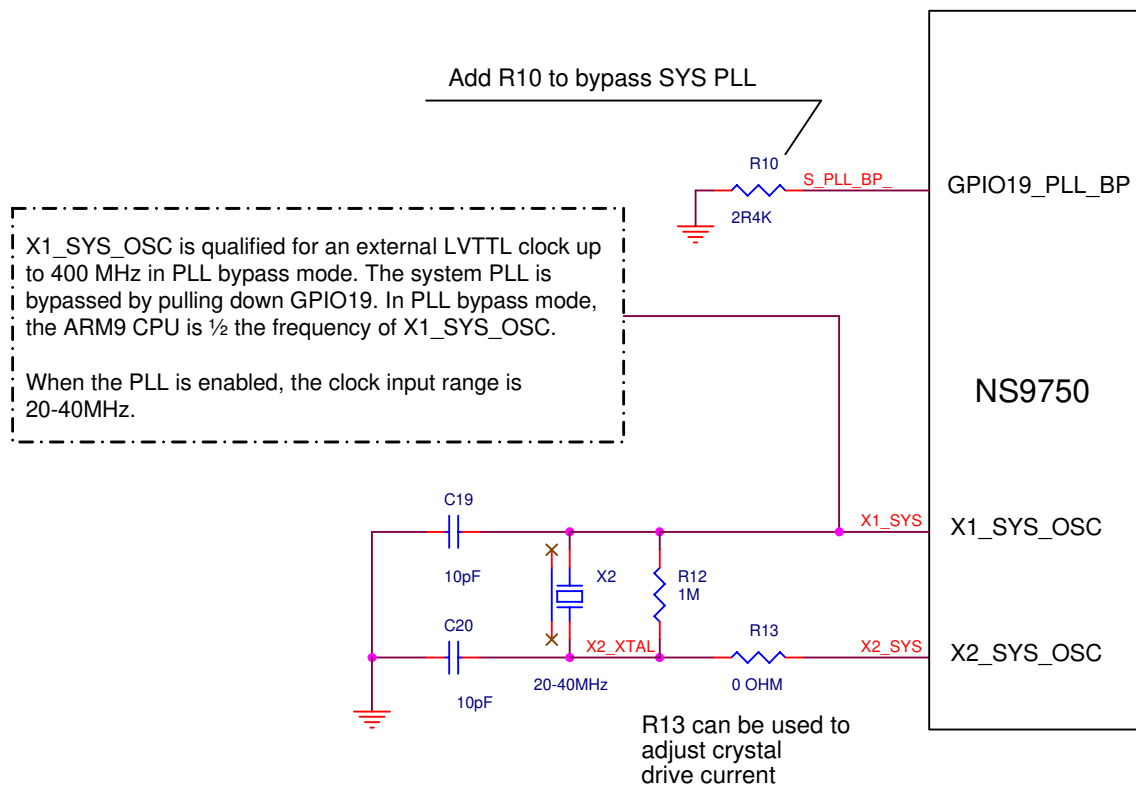 Add R10 to bypass SYS PLL
R10
S_PLL_BP_
GPIO19_PLL_BP
2R4K
X1_SYS_OSC is qualified for an external LVTTL clock up
to 400 MHz in PLL bypass mode. The system PLL is
bypassed by pulling down GPIO19. In PLL bypass mode,
the ARM9 CPU is ½ the frequency of X1_SYS_OSC.
When the PLL is enabled, the clock input range is
20-40MHz.
NS9750
C19
X1_SYS
X1_SYS_OSC
10pF
X2
R12
1M
C20
R13
X2_XTAL
X2_SYS
X2_SYS_OSC
10pF
20-40MHz
0 OHM
R13 can be used to
adjust crystal
drive current